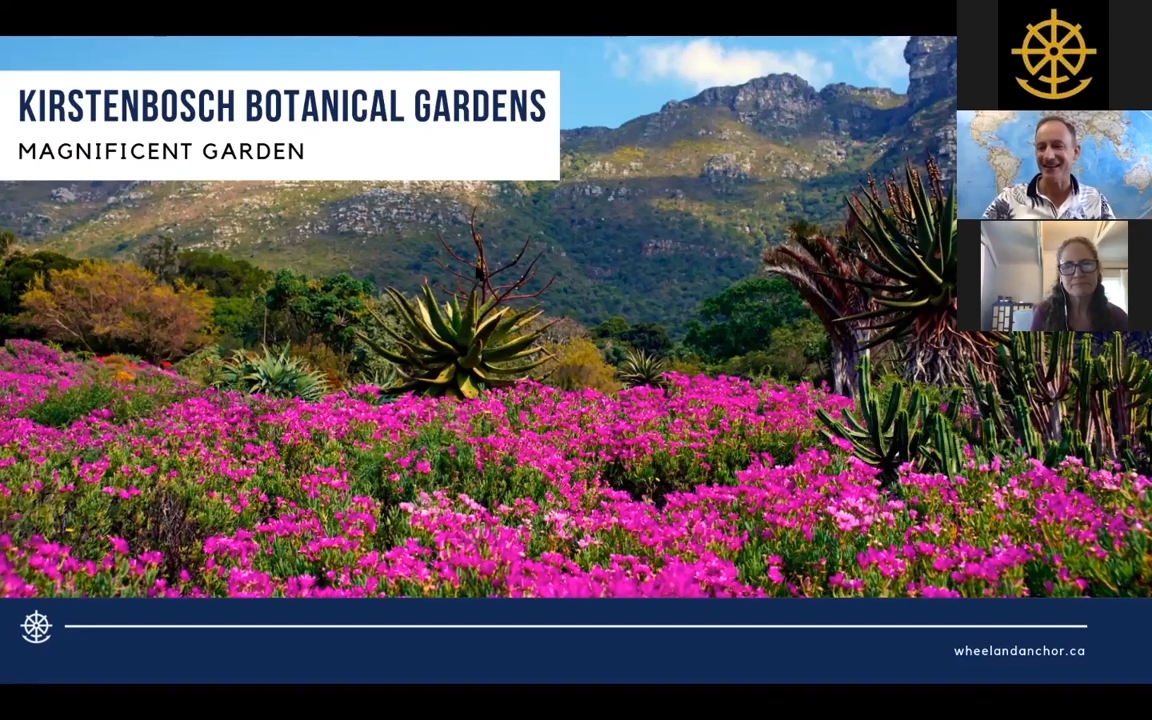 KIRSTENBOSCH BOTANICAL GARDENS
MAGNIFICENT GARDEN
wheelandanchor.ca